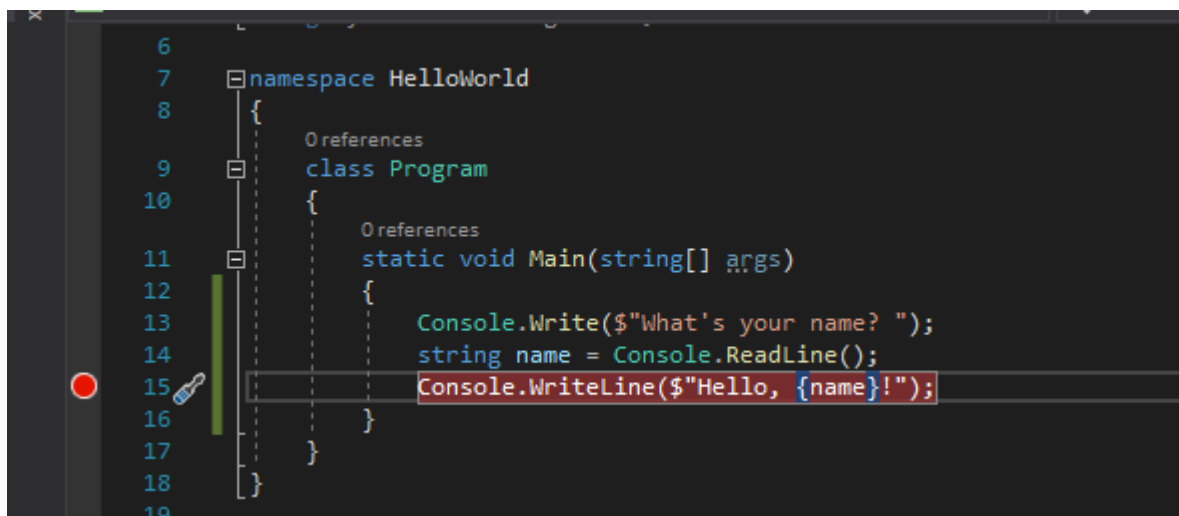 6
7 namespace HelloWorld
8 {
0 references
9 class Program
10 {
0 references
11 static void Main(string[] args)
12 {
13 Console.Write($"What's your name? ");
14 string name = Console.ReadLine();
15 Console.WriteLine($"Hello, {name}!");
16 }
17 }
18 }
19